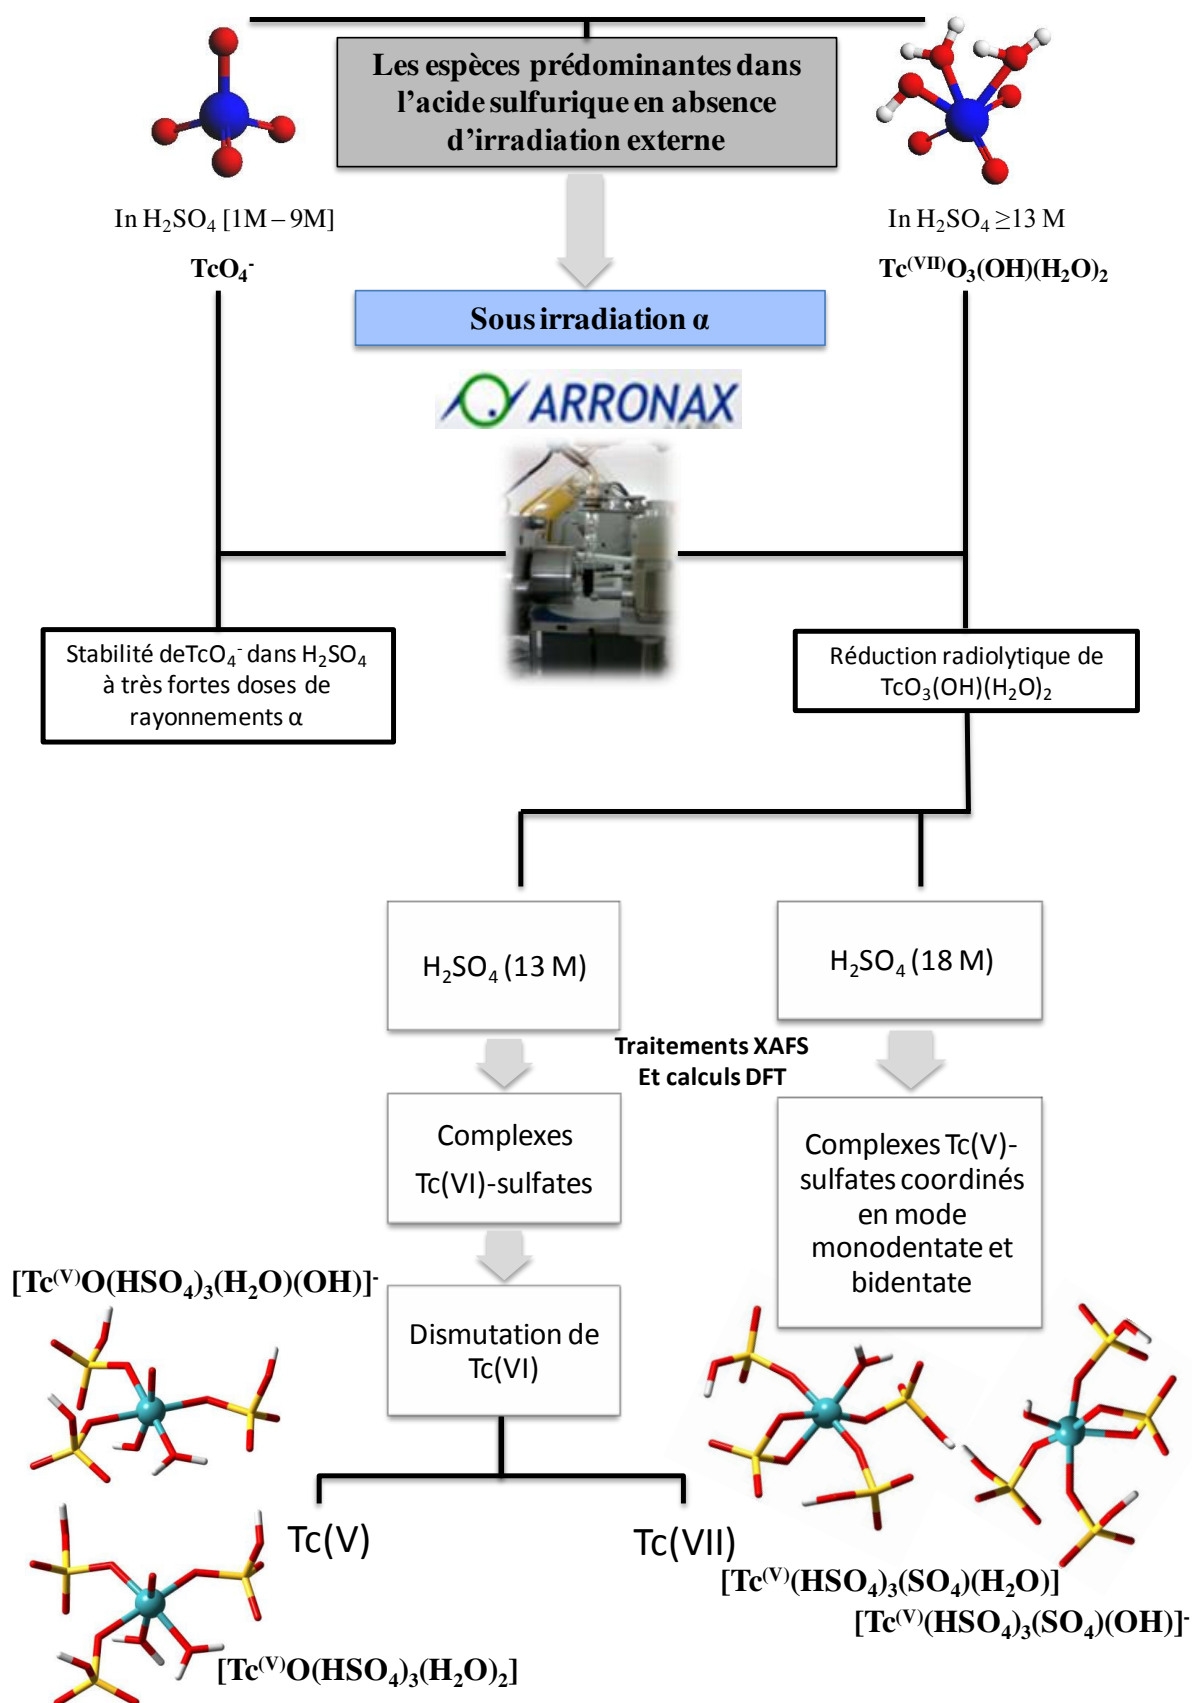 Les espèces prédominantes dans
l'acide sulfurique en absence
d'irradiation externe
In H₂SO₄ [1M – 9M]
TcO₄⁻
In H₂SO₄ ≥13 M
Tc⁽ⱽᴵᴵ⁾O₃(OH)(H₂O)₂
Sous irradiation α
ARRONAX
Stabilité deTcO₄⁻ dans H₂SO₄
à très fortes doses de
rayonnements α
Réduction radiolytique de
TcO₃(OH)(H₂O)₂
H₂SO₄ (13 M)
H₂SO₄ (18 M)
Traitements XAFS
Et calculs DFT
Complexes
Tc(VI)-sulfates
Complexes Tc(V)-
sulfates coordinés
en mode
monodentate et
bidentate
[Tc⁽ⱽ⁾O(HSO₄)₃(H₂O)(OH)]⁻
Dismutation de
Tc(VI)
Tc(V)
Tc(VII)
[Tc⁽ⱽ⁾(HSO₄)₃(SO₄)(H₂O)]
[Tc⁽ⱽ⁾(HSO₄)₃(SO₄)(OH)]⁻
[Tc⁽ⱽ⁾O(HSO₄)₃(H₂O)₂]